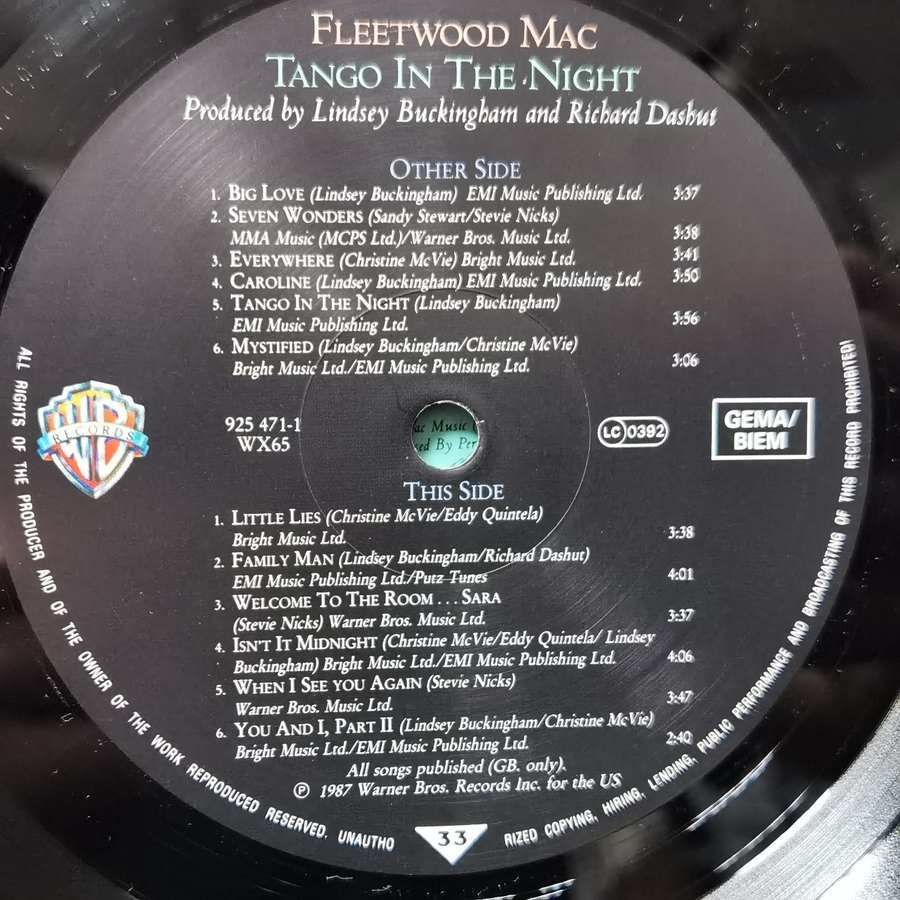 FLEETWOOD MAC
TANGO IN THE NIGHT
Produced by Lindsey Buckingham and Richard Dashut
OTHER SIDE
1. BIG LOVE (Lindsey Buckingham) EMI Music Publishing Ltd. 3:37
2. SEVEN WONDERS (Sandy Stewart/Stevie Nicks)
MMA Music (MCPS Ltd.)/Warner Bros. Music Ltd. 3:38
3. EVERYWHERE (Christine McVie) Bright Music Ltd. 3:41
4. CAROLINE (Lindsey Buckingham) EMI Music Publishing Ltd. 3:50
5. TANGO IN THE NIGHT (Lindsey Buckingham)
EMI Music Publishing Ltd. 3:56
6. MYSTIFIED (Lindsey Buckingham/Christine McVie)
Bright Music Ltd./EMI Music Publishing Ltd. 3:06
WB
RECORDS
925 471-1
WX65
ac Music (
ed By Per
LC 0392
GEMA/
BIEM
THIS SIDE
1. LITTLE LIES (Christine McVie/Eddy Quintela)
Bright Music Ltd. 3:38
2. FAMILY MAN (Lindsey Buckingham/Richard Dashut)
EMI Music Publishing Ltd./Putz Tunes 4:01
3. WELCOME TO THE ROOM ... SARA
(Stevie Nicks) Warner Bros. Music Ltd. 3:37
4. ISN'T IT MIDNIGHT (Christine McVie/Eddy Quintela/ Lindsey
Buckingham) Bright Music Ltd./EMI Music Publishing Ltd. 4:06
5. WHEN I SEE YOU AGAIN (Stevie Nicks)
Warner Bros. Music Ltd. 3:47
6. YOU AND I, PART II (Lindsey Buckingham/Christine McVie)
Bright Music Ltd./EMI Music Publishing Ltd. 2:40
All songs published (GB. only).
℗ 1987 Warner Bros. Records Inc. for the US
33
ALL RIGHTS OF THE PRODUCER AND OF THE OWNER OF THE WORK REPRODUCED RESERVED. UNAUTHO
RIZED COPYING, HIRING, LENDING, PUBLIC PERFORMANCE AND BROADCASTING OF THIS RECORD PROHIBITED!